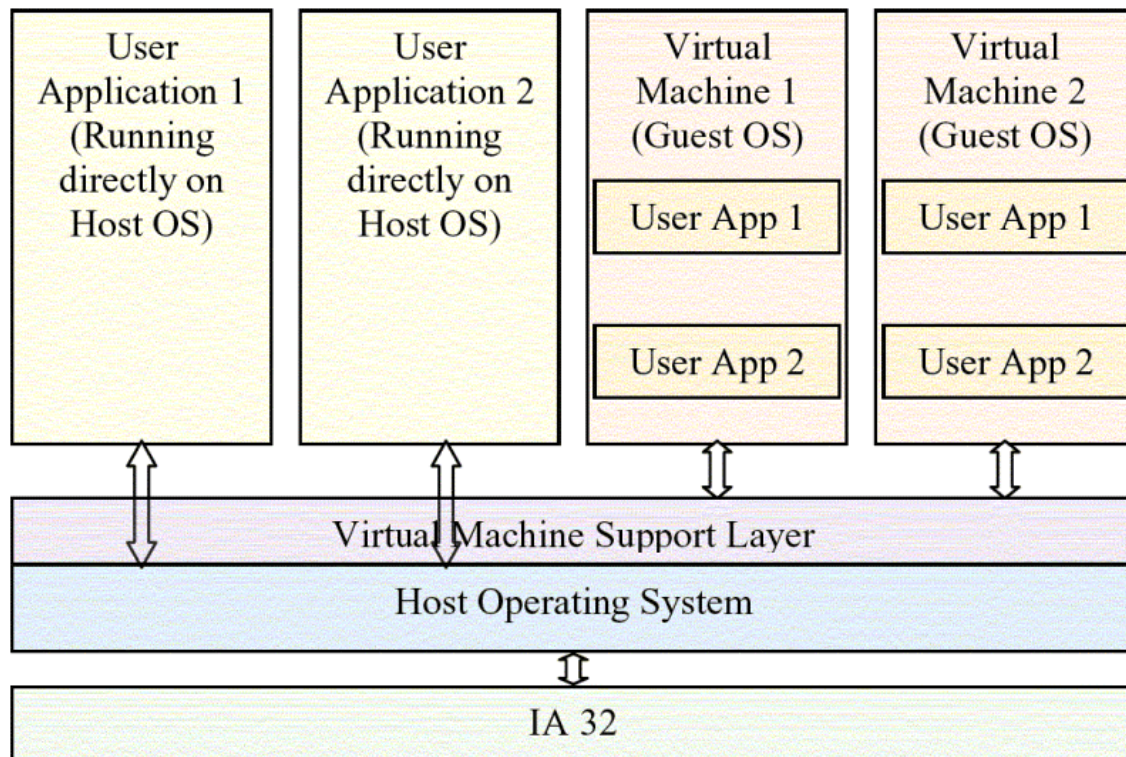 User
Application 1
(Running
directly on
Host OS)
User
Application 2
(Running
directly on
Host OS)
Virtual
Machine 1
(Guest OS)
User App 1
User App 2
Virtual
Machine 2
(Guest OS)
User App 1
User App 2
Virtual Machine Support Layer
Host Operating System
IA 32